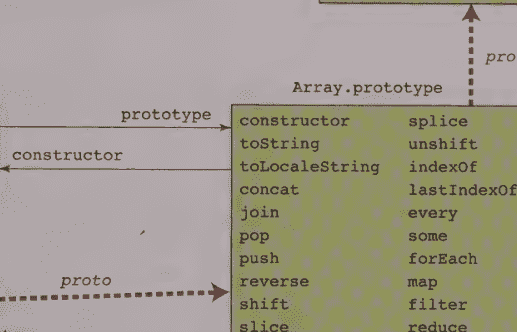 pro
Array.prototype
prototype
constructor
proto
constructor splice
toString unshift
toLocaleString indexOf
concat lastIndexOf
join every
pop some
push forEach
reverse map
shift filter
slice reduce